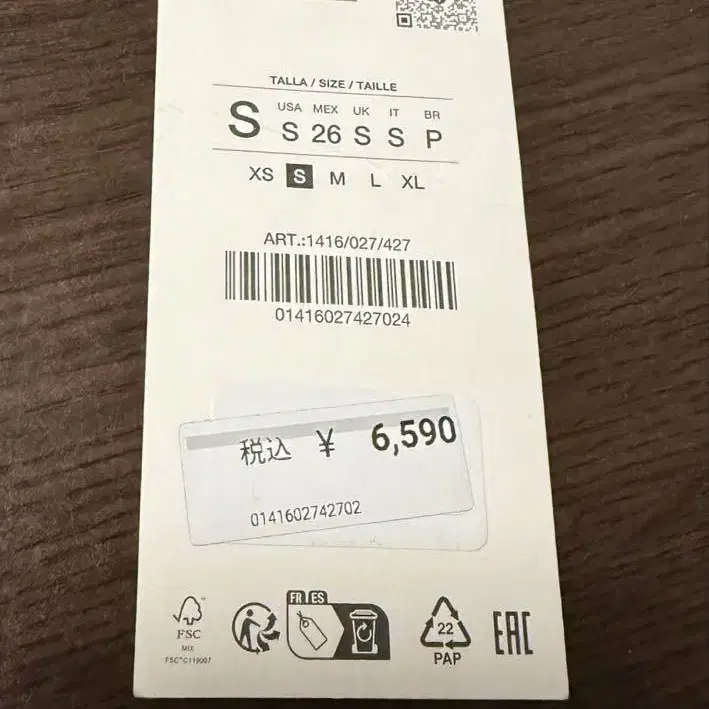 TALLA / SIZE / TAILLE
USA MEX UK IT BR
S S 26 S S P
XS S M L XL
ART.:1416/027/427
01416027427024
税込 ¥ 6,590
0141602742702
FR ES
FSC
MIX
22
PAP
EAC